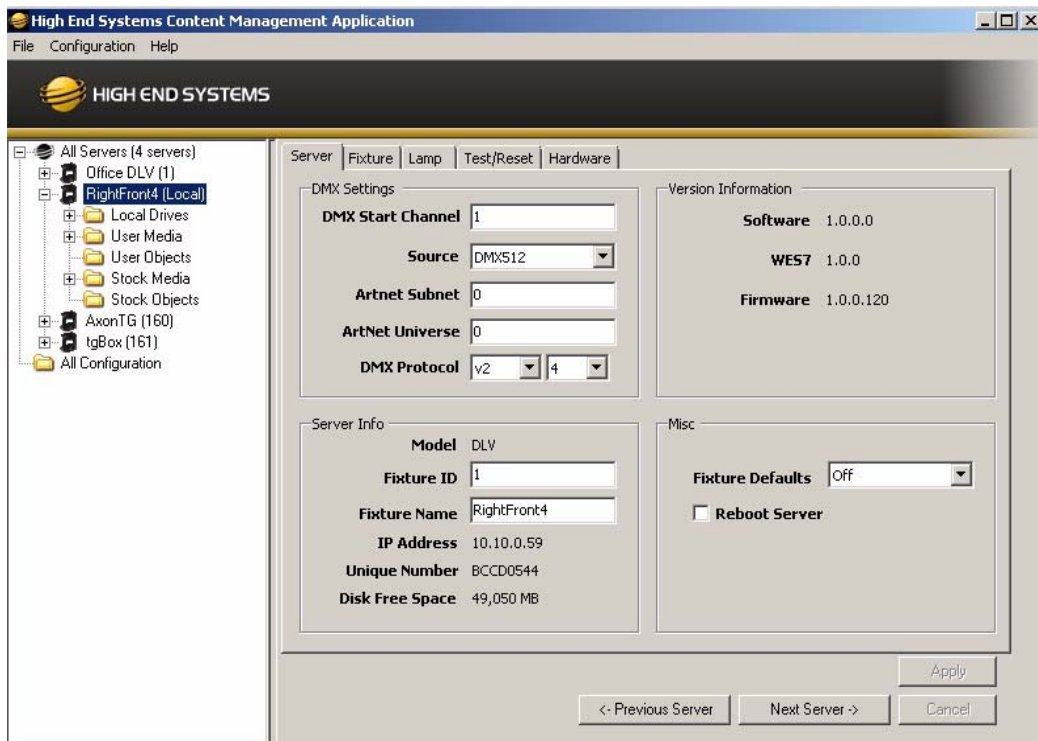 High End Systems Content Management Application
File Configuration Help
HIGH END SYSTEMS
All Servers (4 servers)
Office DLV (1)
RightFront4 (Local)
Local Drives
User Media
User Objects
Stock Media
Stock Objects
AxonTG (160)
tgBox (161)
All Configuration
Server Fixture Lamp Test/Reset Hardware
DMX Settings
DMX Start Channel 1
Source DMX512
Artnet Subnet 0
ArtNet Universe 0
DMX Protocol v2 4
Version Information
Software 1.0.0.0
WES7 1.0.0
Firmware 1.0.0.120
Server Info
Model DLV
Fixture ID 1
Fixture Name RightFront4
IP Address 10.10.0.59
Unique Number BCCD0544
Disk Free Space 49,050 MB
Misc
Fixture Defaults Off
Reboot Server
Apply
<- Previous Server Next Server -> Cancel